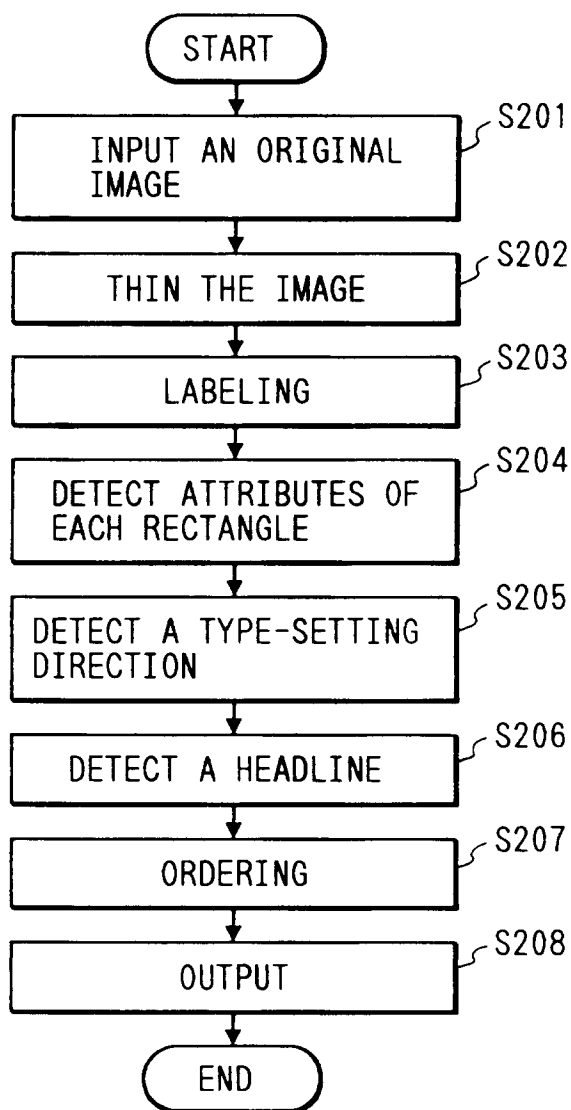 START
S201
INPUT AN ORIGINAL
IMAGE
S202
THIN THE IMAGE
S203
LABELING
S204
DETECT ATTRIBUTES OF
EACH RECTANGLE
S205
DETECT A TYPE-SETTING
DIRECTION
S206
DETECT A HEADLINE
S207
ORDERING
S208
OUTPUT
END